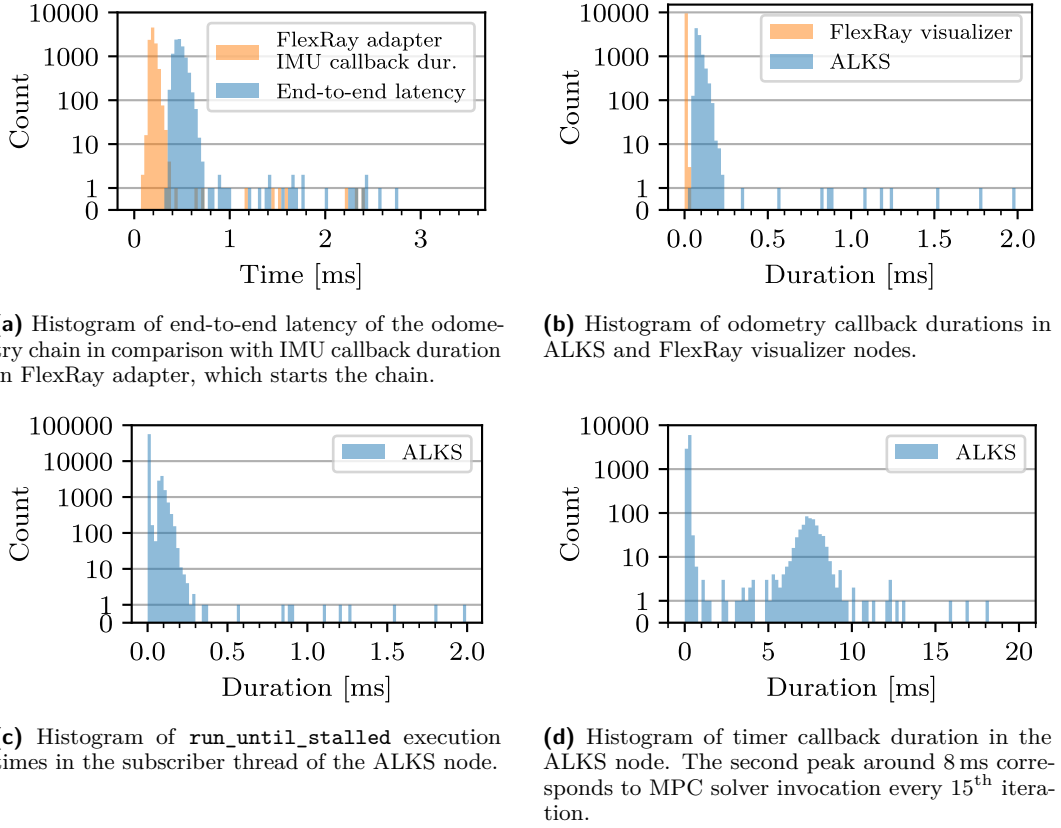 10000
1000
100
10
1
0
Count
FlexRay adapter
IMU callback dur.
End-to-end latency
0 1 2 3
Time [ms]
a) Histogram of end-to-end latency of the odome-
try chain in comparison with IMU callback duration
n FlexRay adapter, which starts the chain.
1000
100
10
1
0
Count
FlexRay visualizer
ALKS
0.0 0.5 1.0 1.5 2.0
Duration [ms]
(b) Histogram of odometry callback durations in
ALKS and FlexRay visualizer nodes.
100000
10000
1000
100
10
1
0
Count
ALKS
0.0 0.5 1.0 1.5 2.0
Duration [ms]
c) Histogram of run_until_stalled execution
times in the subscriber thread of the ALKS node.
10000
1000
100
10
1
0
Count
ALKS
0 5 10 15 20
Duration [ms]
(d) Histogram of timer callback duration in the
ALKS node. The second peak around 8 ms corre-
sponds to MPC solver invocation every 15th itera-
tion.